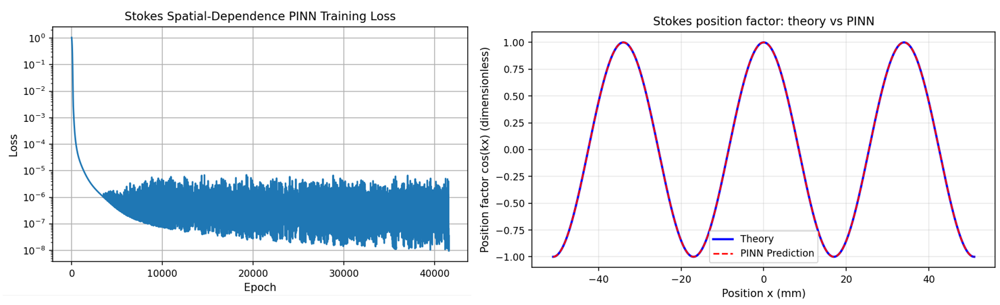 Stokes Spatial-Dependence PINN Training Loss
10⁰
10⁻¹
10⁻²
10⁻³
10⁻⁴
10⁻⁵
10⁻⁶
10⁻⁷
10⁻⁸
Loss
0 10000 20000 30000 40000
Epoch
Stokes position factor: theory vs PINN
1.00
0.75
0.50
0.25
0.00
−0.25
−0.50
−0.75
−1.00
Position factor cos(kx) (dimensionless)
Theory
PINN Prediction
−40 −20 0 20 40
Position x (mm)